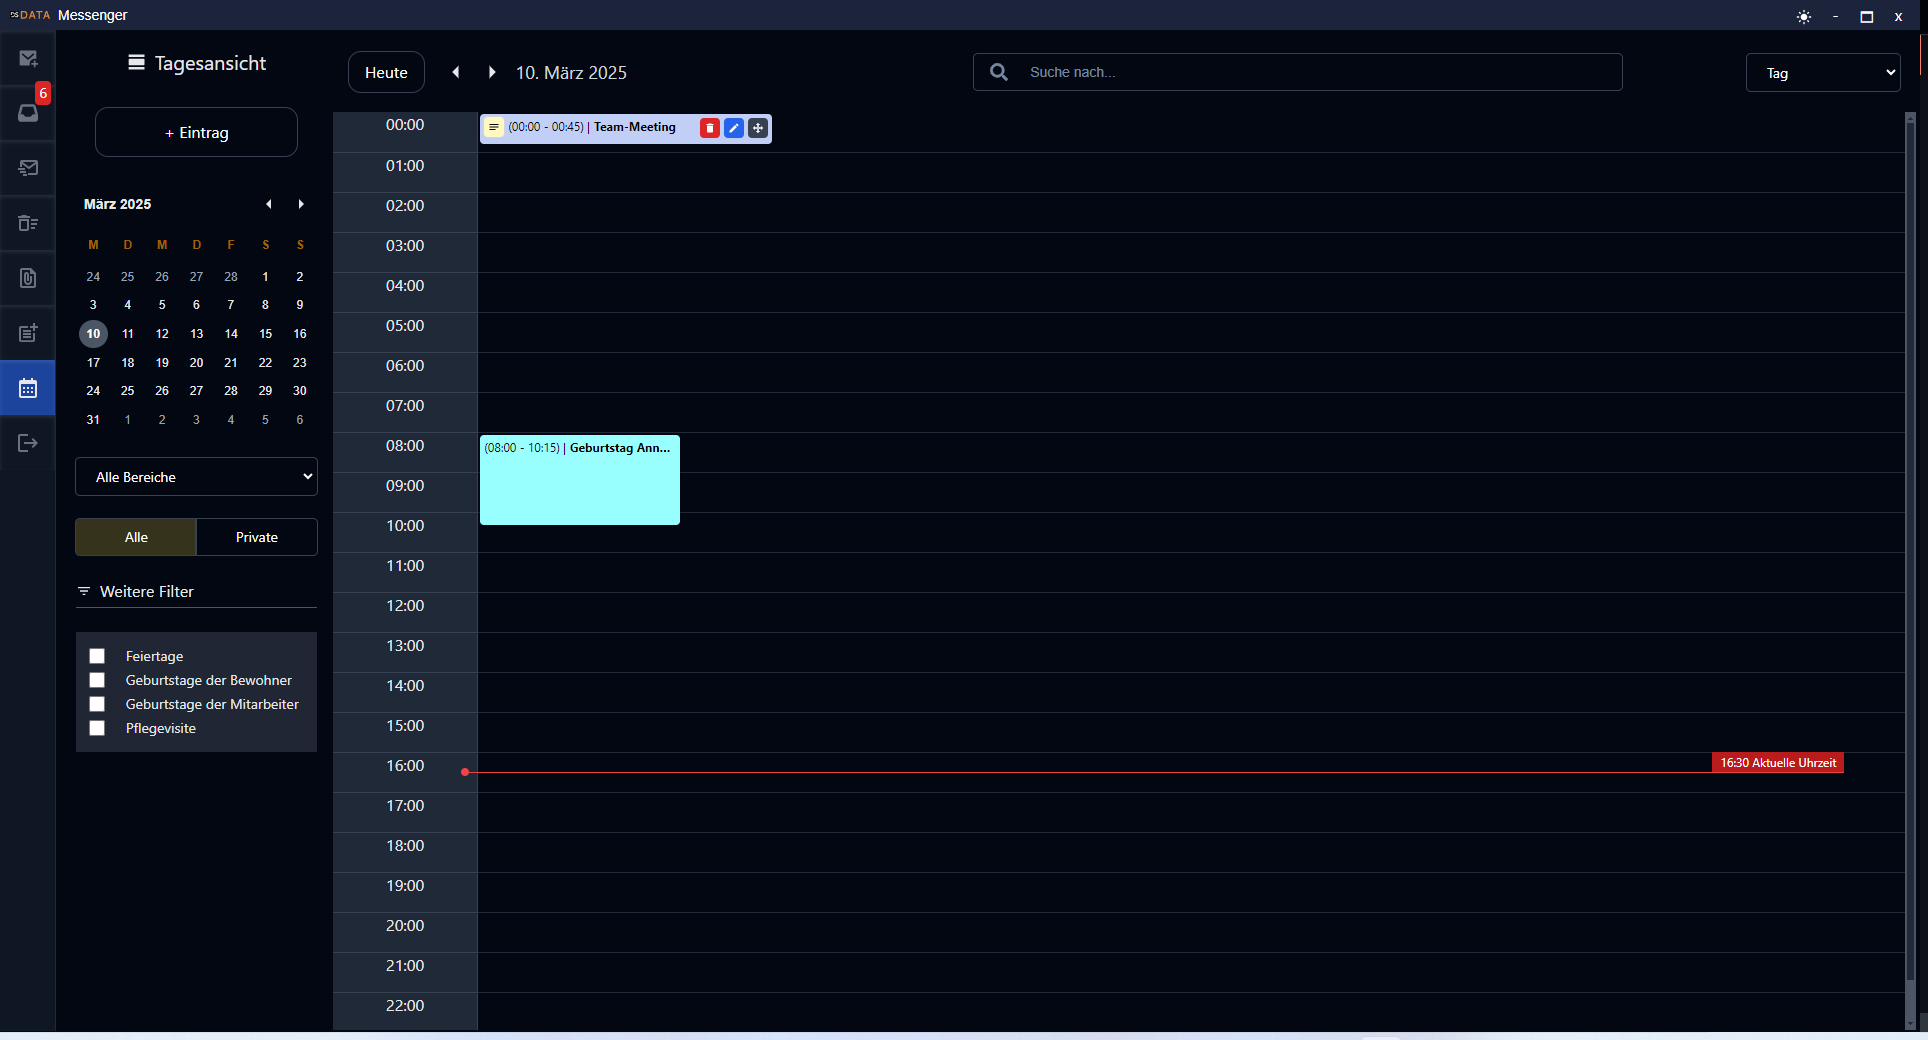 DS DATA Messenger
- x
6
Tagesansicht
+ Eintrag
März 2025
M D M D F S S
24 25 26 27 28 1 2
3 4 5 6 7 8 9
10 11 12 13 14 15 16
17 18 19 20 21 22 23
24 25 26 27 28 29 30
31 1 2 3 4 5 6
Alle Bereiche
Alle Private
Weitere Filter
Feiertage
Geburtstage der Bewohner
Geburtstage der Mitarbeiter
Pflegevisite
Heute 10. März 2025 Suche nach... Tag
00:00 (00:00 - 00:45) | Team-Meeting
01:00
02:00
03:00
04:00
05:00
06:00
07:00
08:00 (08:00 - 10:15) | Geburtstag Ann...
09:00
10:00
11:00
12:00
13:00
14:00
15:00
16:00 16:30 Aktuelle Uhrzeit
17:00
18:00
19:00
20:00
21:00
22:00